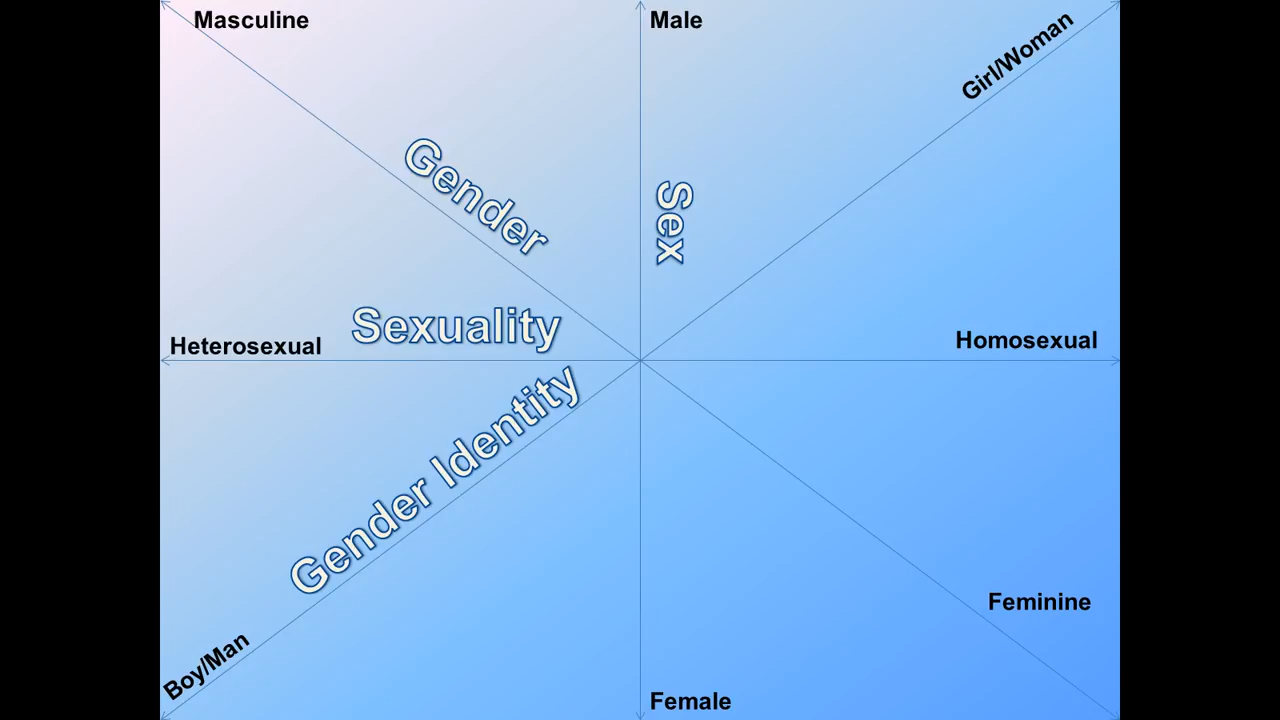 Masculine
Male
Girl/Woman
Gender
Sex
Sexuality
Heterosexual
Homosexual
Gender Identity
Feminine
Boy/Man
Female